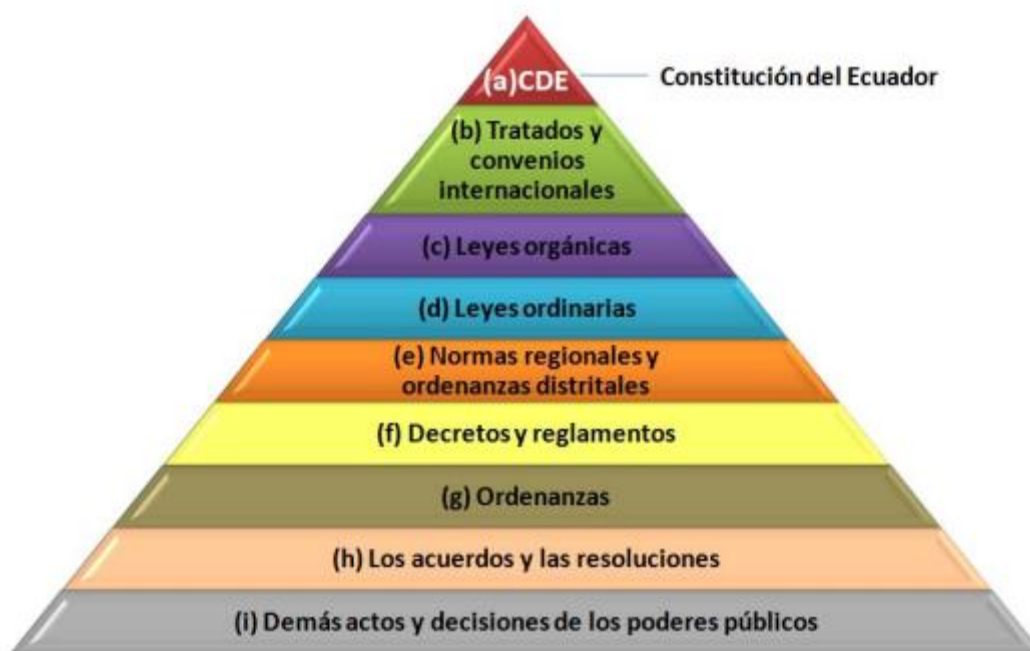 (a)CDE
Constitución del Ecuador
(b) Tratados y
convenios
internacionales
(c) Leyes orgánicas
(d) Leyes ordinarias
(e) Normas regionales y
ordenanzas distritales
(f) Decretos y reglamentos
(g) Ordenanzas
(h) Los acuerdos y las resoluciones
(i) Demás actos y decisiones de los poderes públicos